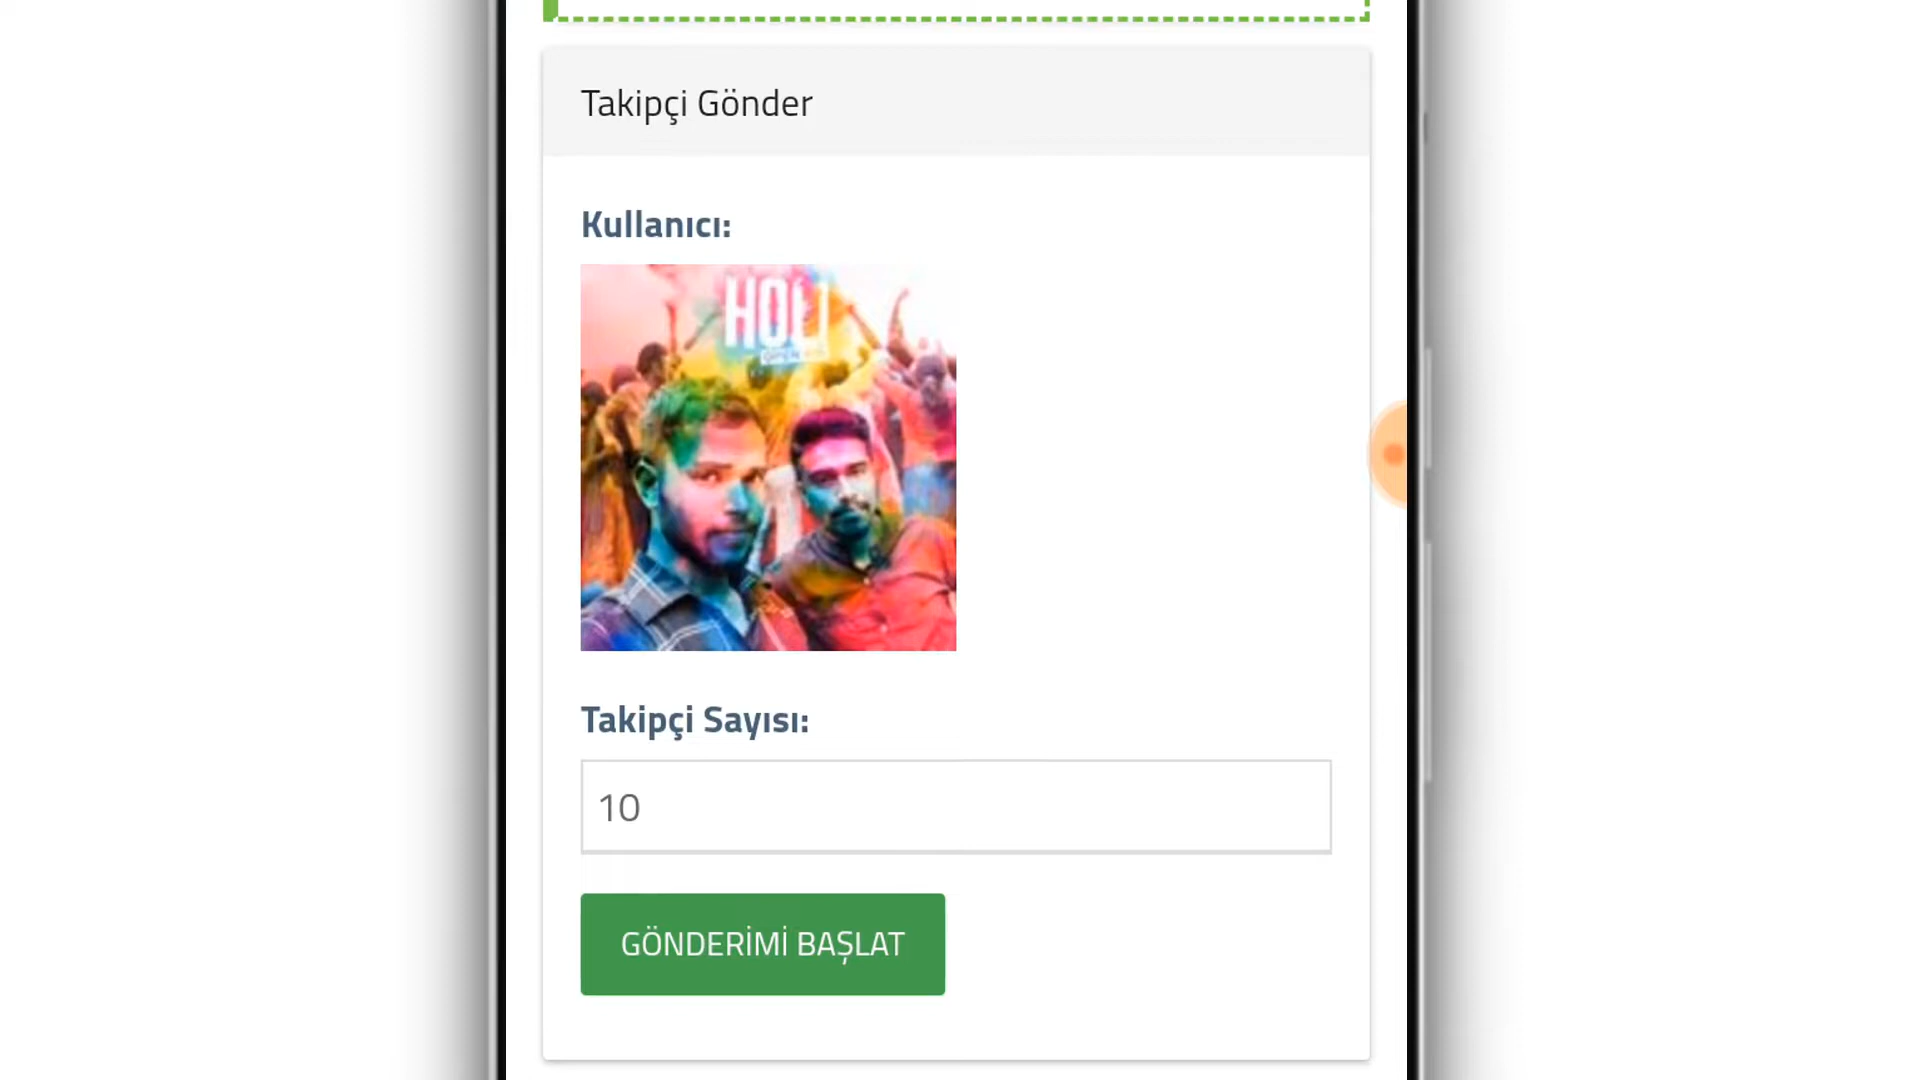 Takipçi Gönder
Kullanıcı:
HOLI
Takipçi Sayısı:
10
GÖNDERİMİ BAŞLAT